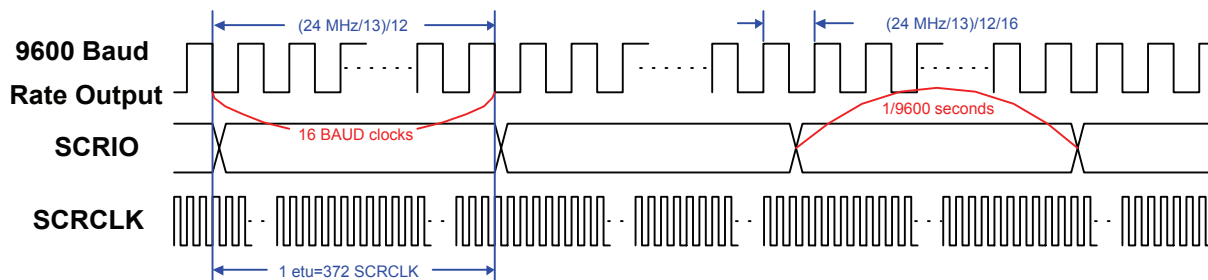 (24 MHz/13)/12
(24 MHz/13)/12/16
9600 Baud
Rate Output
16 BAUD clocks
1/9600 seconds
SCRIO
SCRCLK
1 etu=372 SCRCLK